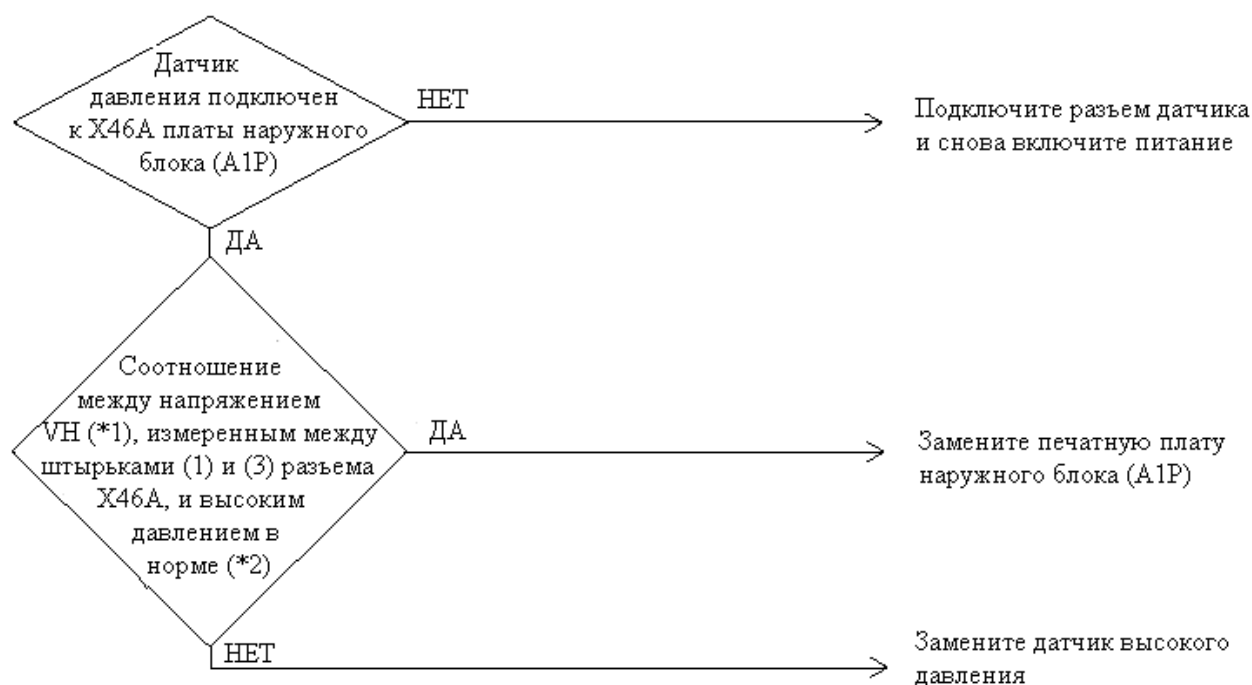 Датчик
давления подключен
к X46A платы наружного
блока (A1P)
НЕТ
Подключите разъем датчика
и снова включите питание
ДА
Соотношение
между напряжением
VH (*1), измеренным между
штырьками (1) и (3) разъема
X46A, и высоким
давлением в
норме (*2)
ДА
Замените печатную плату
наружного блока (A1P)
НЕТ
Замените датчик высокого
давления